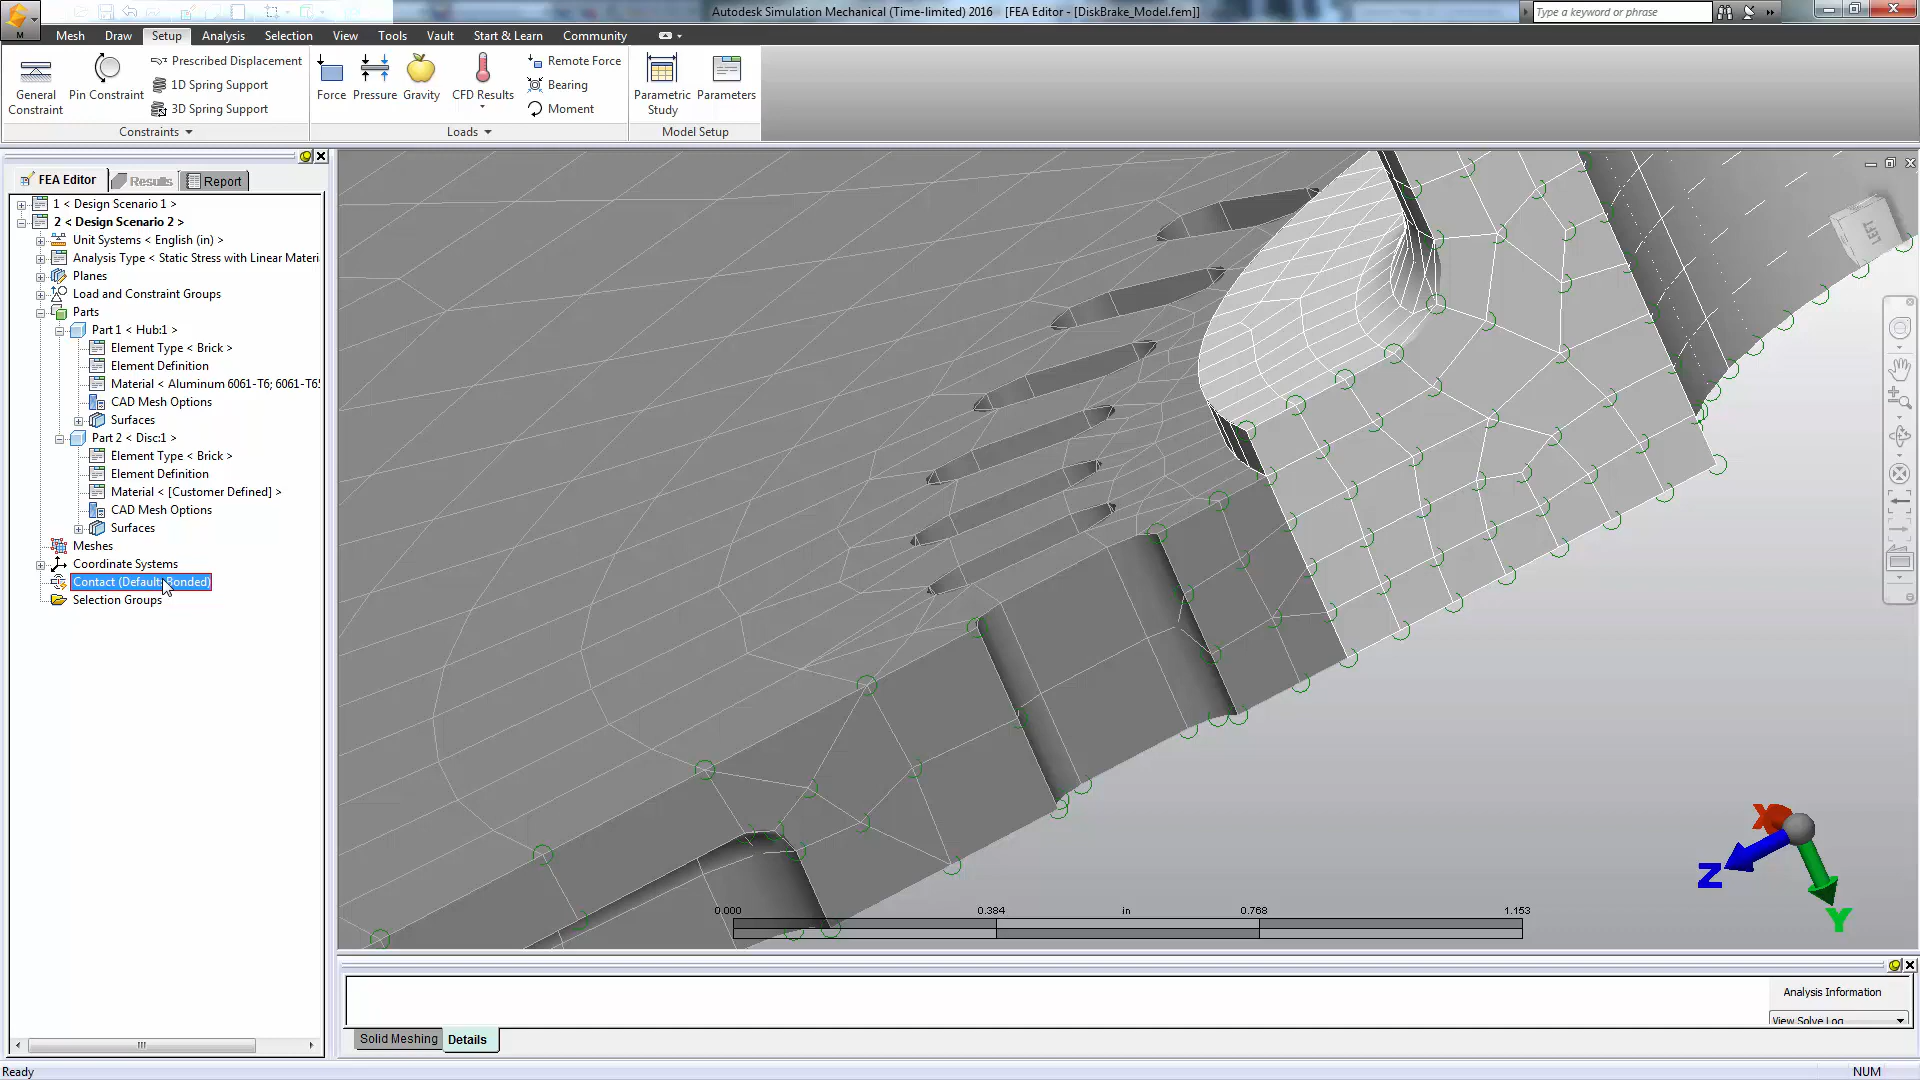 Autodesk Simulation Mechanical (Time-limited) 2016 [FEA Editor - [DiskBrake_Model.fem]]
Type a keyword or phrase
M
Mesh Draw Setup Analysis Selection View Tools Vault Start & Learn Community
General Constraint
Pin Constraint
Prescribed Displacement
1D Spring Support
3D Spring Support
Constraints
Force
Pressure
Gravity
CFD Results
Remote Force
Bearing
Moment
Loads
Parametric Study
Parameters
Model Setup
FEA Editor Results Report
1 < Design Scenario 1 >
2 < Design Scenario 2 >
Unit Systems < English (in) >
Analysis Type < Static Stress with Linear Materi
Planes
Load and Constraint Groups
Parts
Part 1 < Hub:1 >
Element Type < Brick >
Element Definition
Material < Aluminum 6061-T6; 6061-T65
CAD Mesh Options
Surfaces
Part 2 < Disc:1 >
Element Type < Brick >
Element Definition
Material < [Customer Defined] >
CAD Mesh Options
Surfaces
Meshes
Coordinate Systems
Contact (Default: Bonded)
Selection Groups
LEFT
X
Z
Y
0.000 0.384 in 0.768 1.153
Analysis Information
View Solve Log
Solid Meshing Details
Ready
NUM